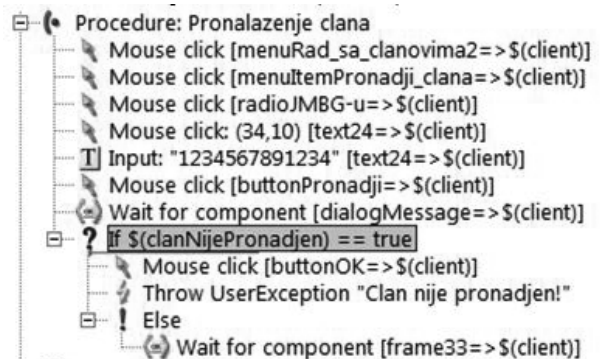 Procedure: Pronalazenje clana
Mouse click [menuRad_sa_clanovima2=>$(client)]
Mouse click [menuItemPronadji_clana=>$(client)]
Mouse click [radioJMBG-u=>$(client)]
Mouse click: (34,10) [text24=>$(client)]
T Input: "1234567891234" [text24=>$(client)]
Mouse click [buttonPronadji=>$(client)]
Wait for component [dialogMessage=>$(client)]
? If $(clanNijePronadjen) == true
Mouse click [buttonOK=>$(client)]
Throw UserException "Clan nije pronadjen!"
! Else
Wait for component [frame33=>$(client)]